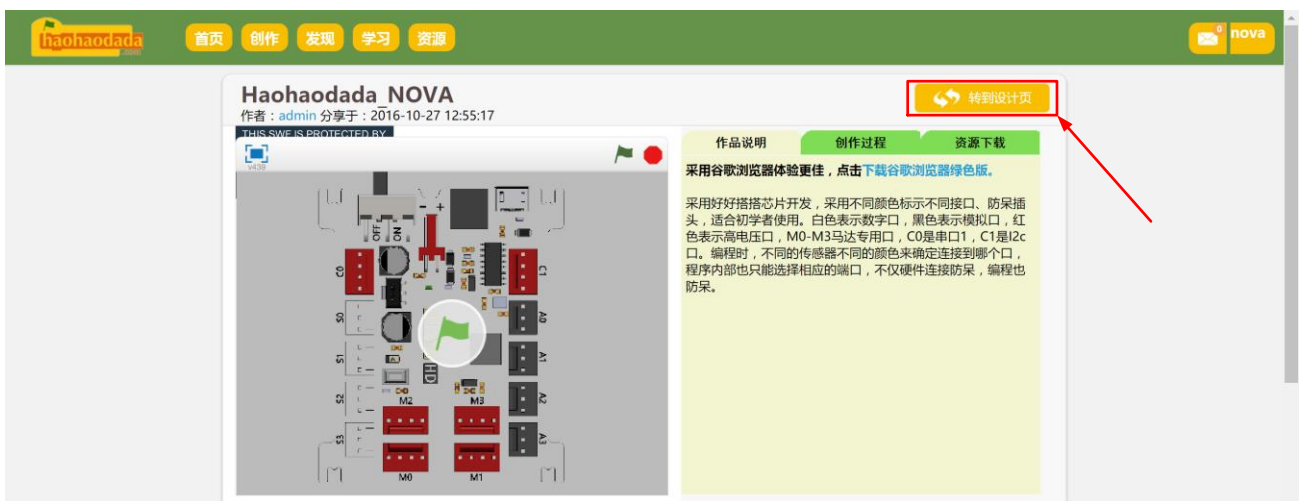 haohaodada
.com
首页 创作 发现 学习 资源
0
nova
Haohaodada_NOVA
转到设计页
作者：admin 分享于：2016-10-27 12:55:17
THIS SWF IS PROTECTED BY
v439
作品说明 创作过程 资源下载
采用谷歌浏览器体验更佳，点击下载谷歌浏览器绿色版。
采用好好搭搭芯片开发，采用不同颜色标示不同接口、防呆插
头，适合初学者使用。白色表示数字口，黑色表示模拟口，红
色表示高电压口，M0-M3马达专用口，C0是串口1，C1是I2c
口。编程时，不同的传感器不同的颜色来确定连接到哪个口，
程序内部也只能选择相应的端口，不仅硬件连接防呆，编程也
防呆。
- +
OFF ON
C0 C1
S0 A0
S1 A1
HD
S2 M2 M3 A2
S3 A3
M0 M1